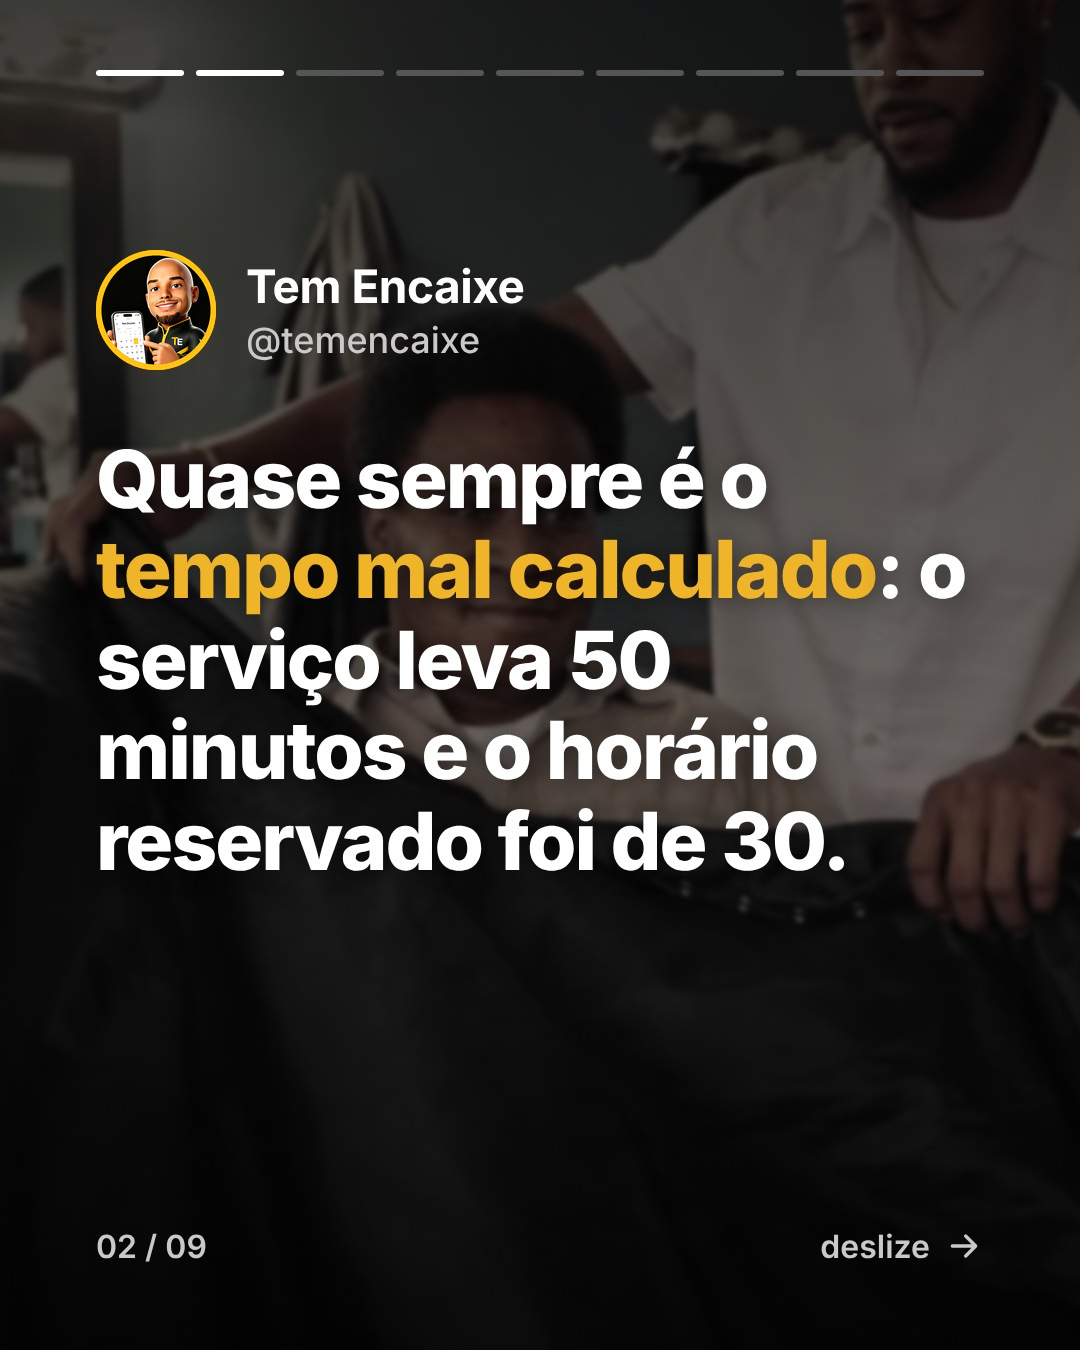 Tem Encaixe
@temencaixe
TE
Quase sempre é o
tempo mal calculado: o
serviço leva 50
minutos e o horário
reservado foi de 30.
02 / 09
deslize →